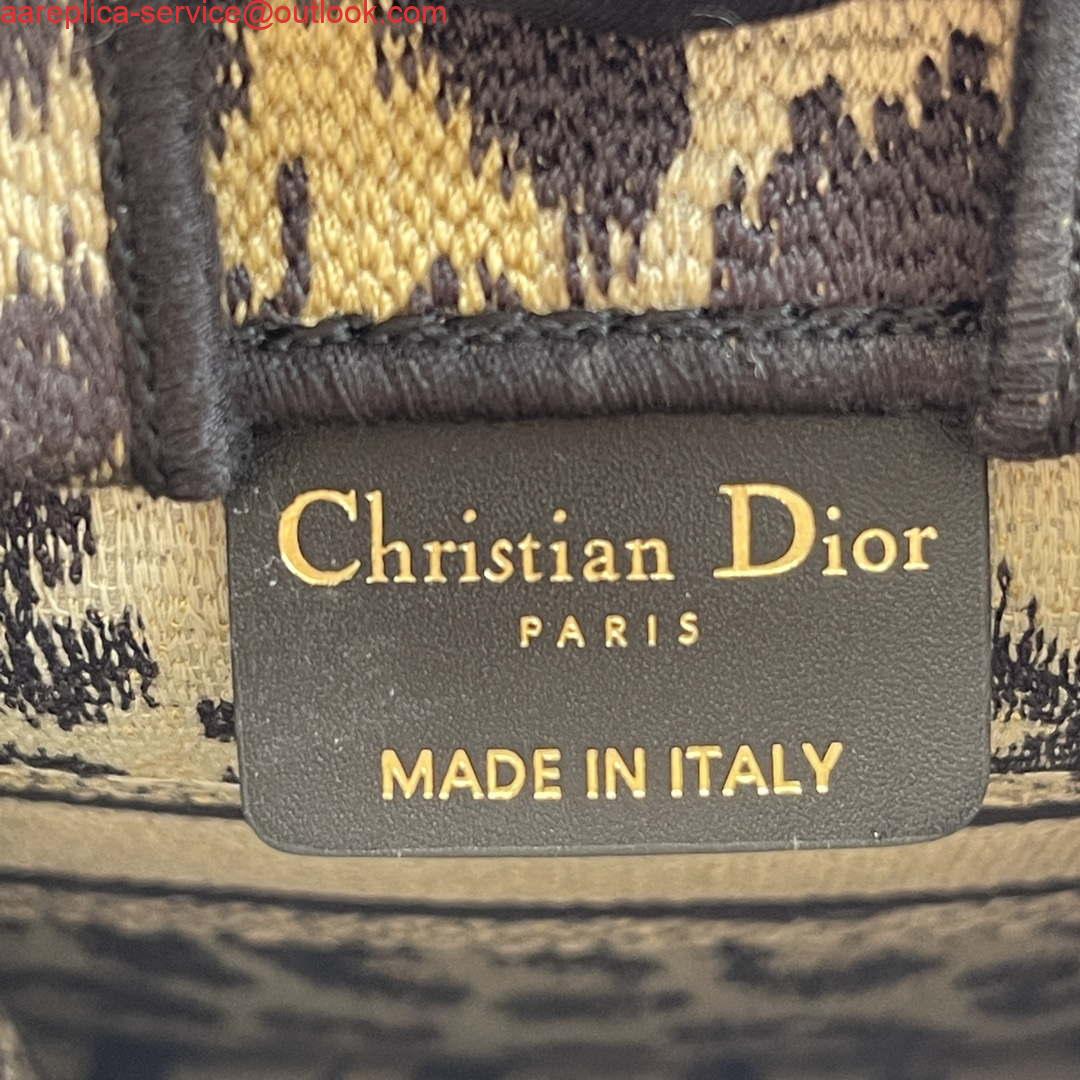 aareplica-service@outlook.com
Christian Dior
PARIS
MADE IN ITALY